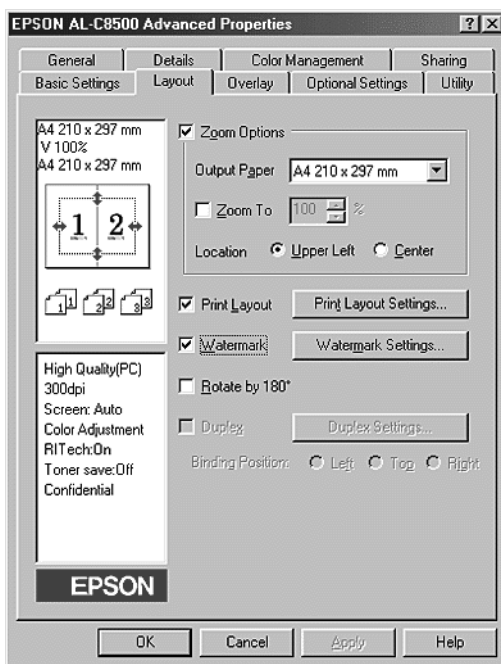 EPSON AL-C8500 Advanced Properties
General Details Color Management Sharing
Basic Settings Layout Overlay Optional Settings Utility
A4 210 x 297 mm
V 100%
A4 210 x 297 mm
1 2
1 1 2 2 3 3
High Quality(PC)
300dpi
Screen: Auto
Color Adjustment
RITech:On
Toner save:Off
Confidential
EPSON
Zoom Options
Output Paper A4 210 x 297 mm
Zoom To 100 %
Location Upper Left Center
Print Layout Print Layout Settings...
Watermark Watermark Settings...
Rotate by 180°
Duplex Duplex Settings...
Binding Position: Left Top Right
OK Cancel Apply Help